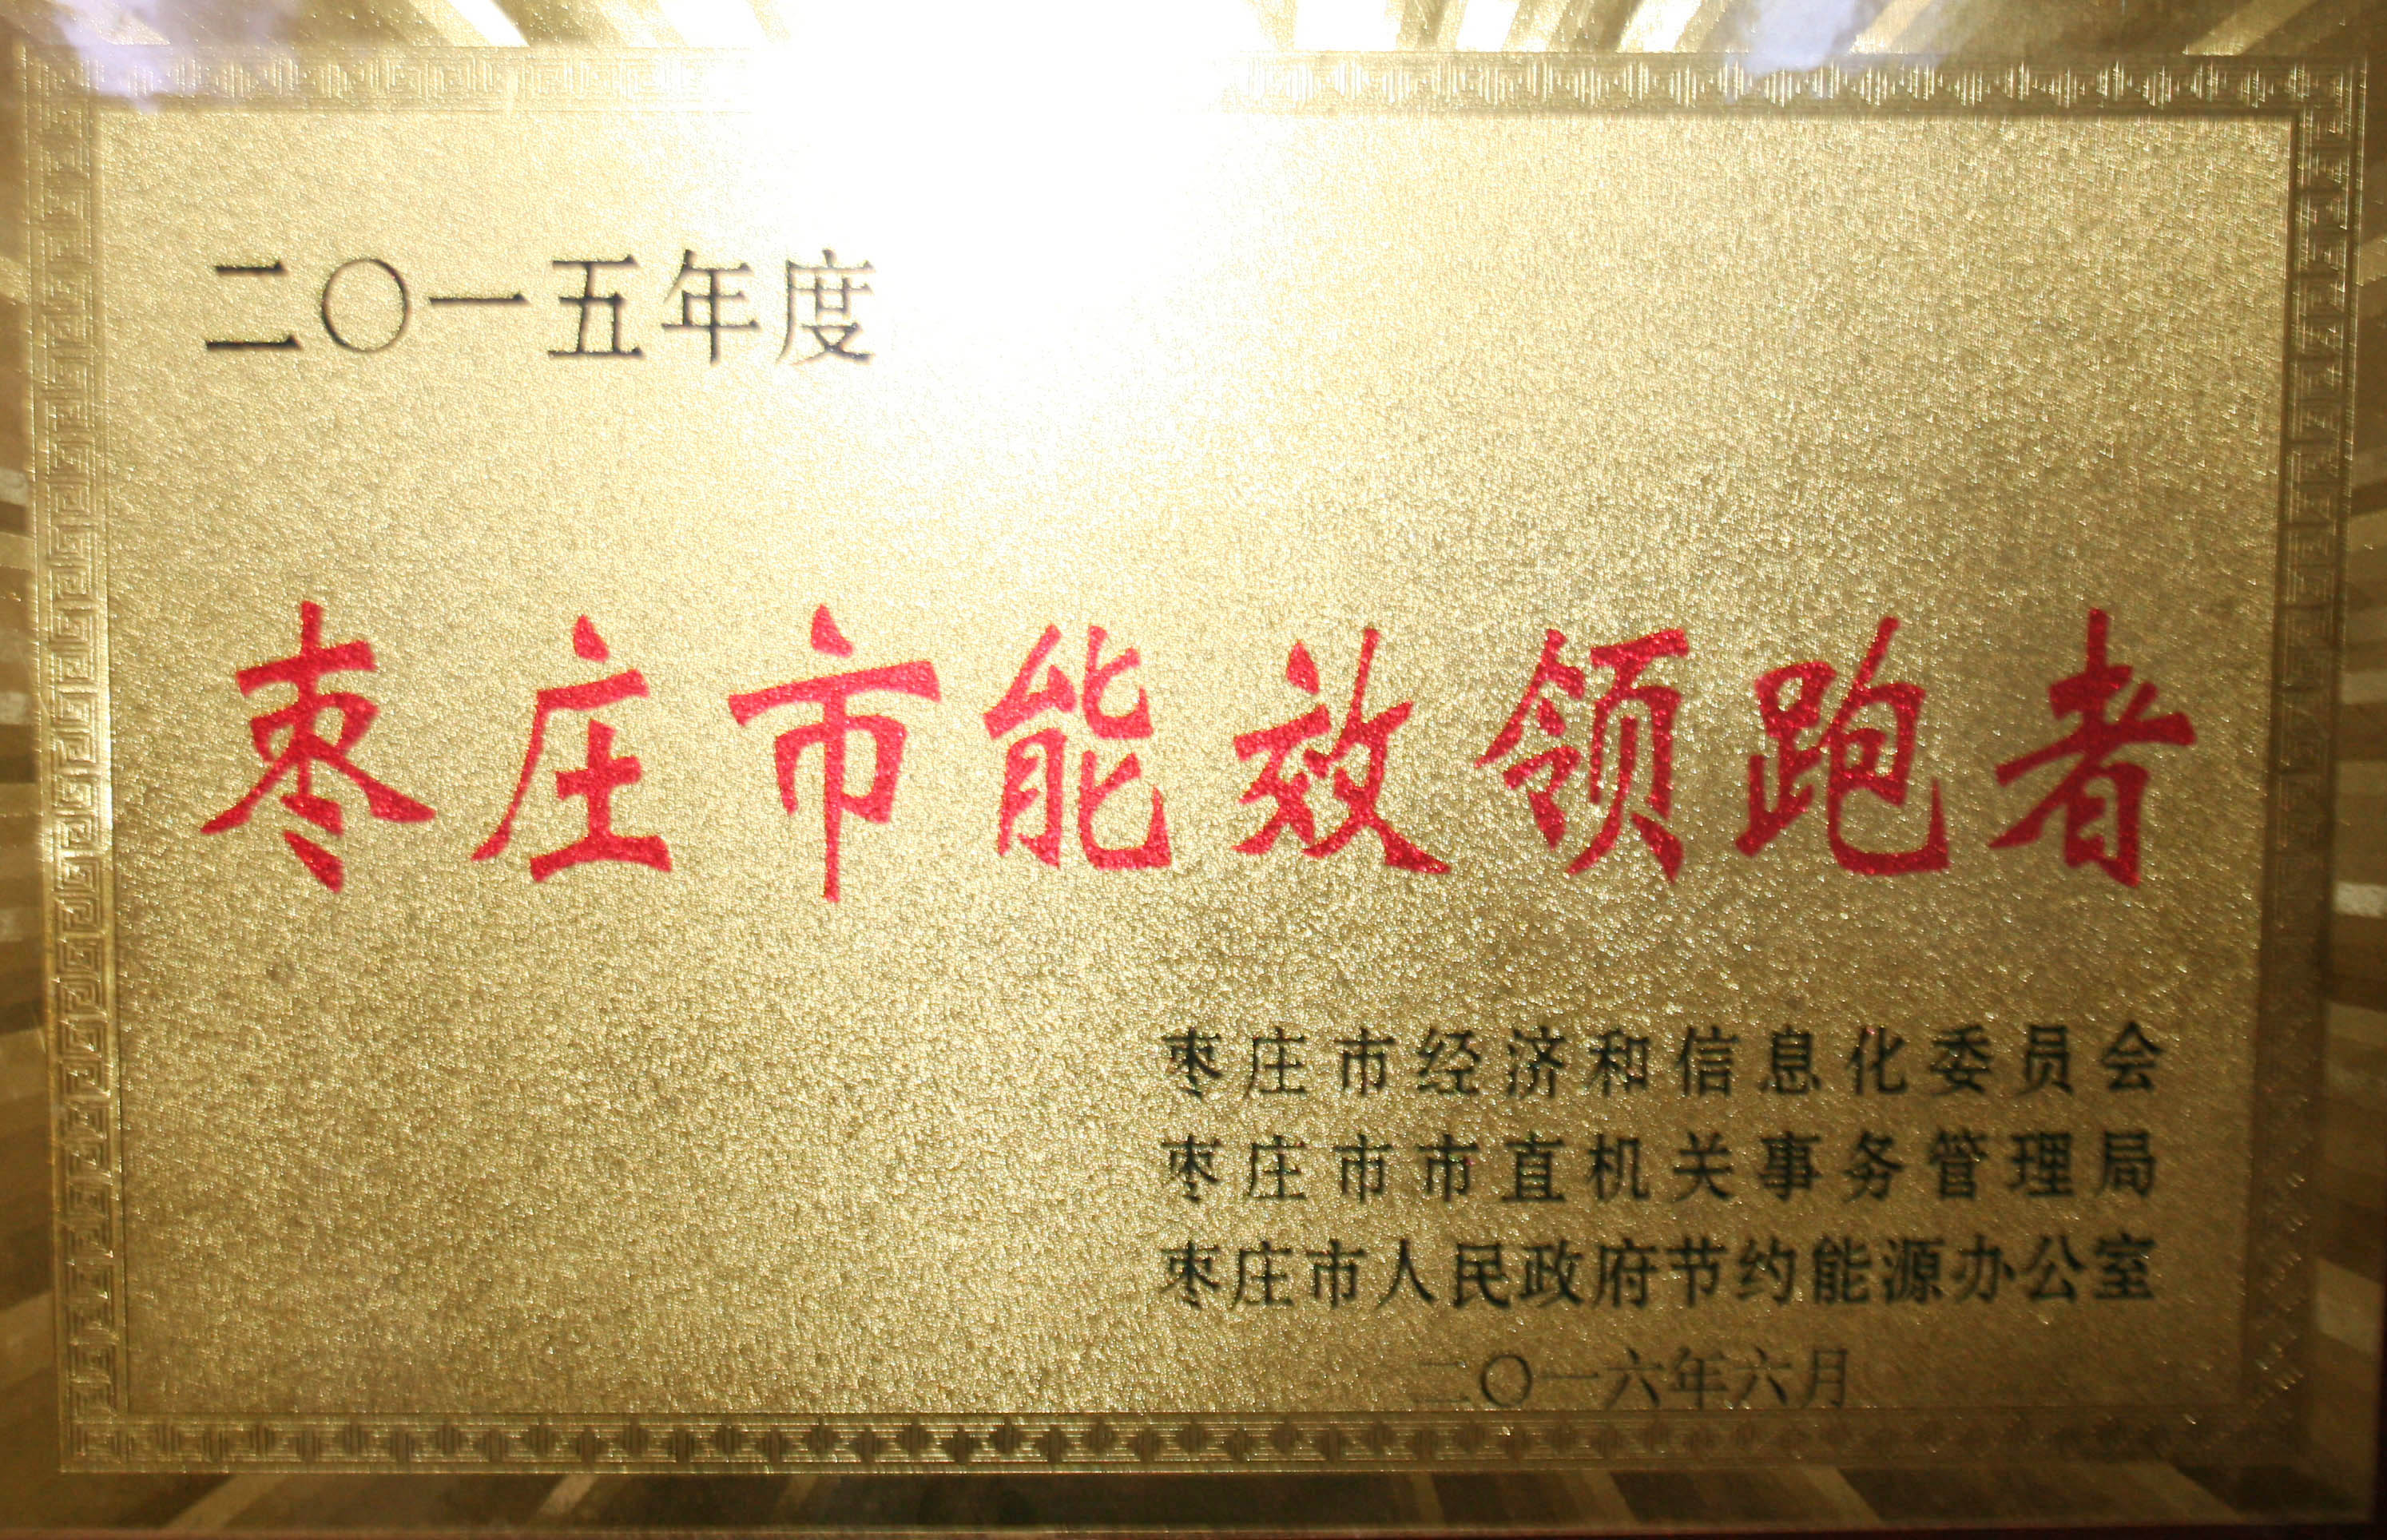 二〇一五年度
枣庄市能效领跑者
枣庄市经济和信息化委员会
枣庄市市直机关事务管理局
枣庄市人民政府节约能源办公室
二〇一六年六月